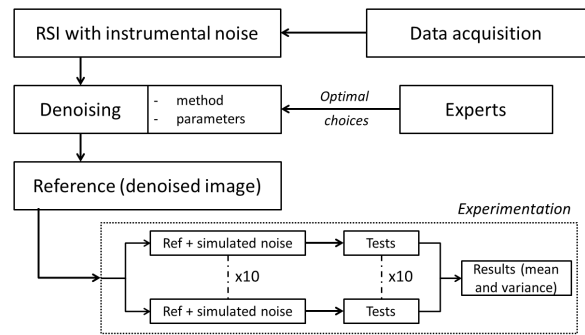 RSI with instrumental noise
Data acquisition
Denoising
- method
- parameters
Optimal
choices
Experts
Reference (denoised image)
Experimentation
Ref + simulated noise
Tests
x10
x10
Results (mean
and variance)
Ref + simulated noise
Tests